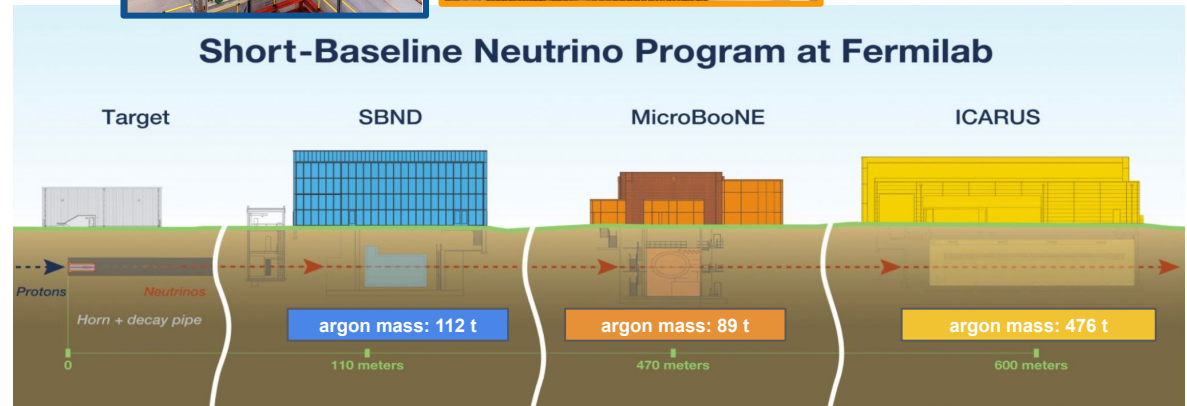 Short-Baseline Neutrino Program at Fermilab
Target
SBND
MicroBooNE
ICARUS
Protons
Neutrinos
Horn + decay pipe
argon mass: 112 t
argon mass: 89 t
argon mass: 476 t
0
110 meters
470 meters
600 meters